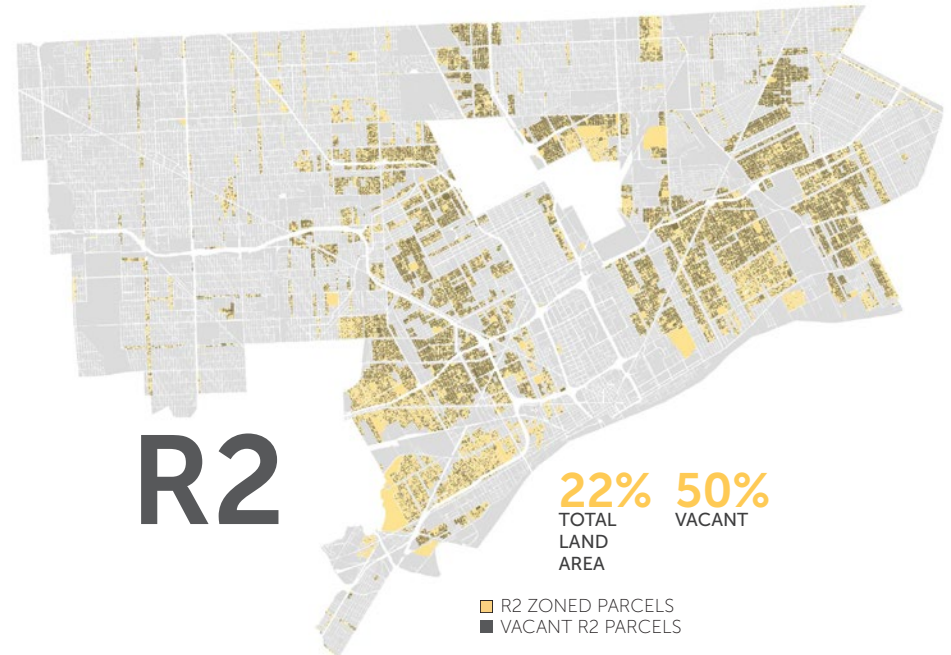 R2
22% 50%
TOTAL VACANT
LAND
AREA
R2 ZONED PARCELS
VACANT R2 PARCELS